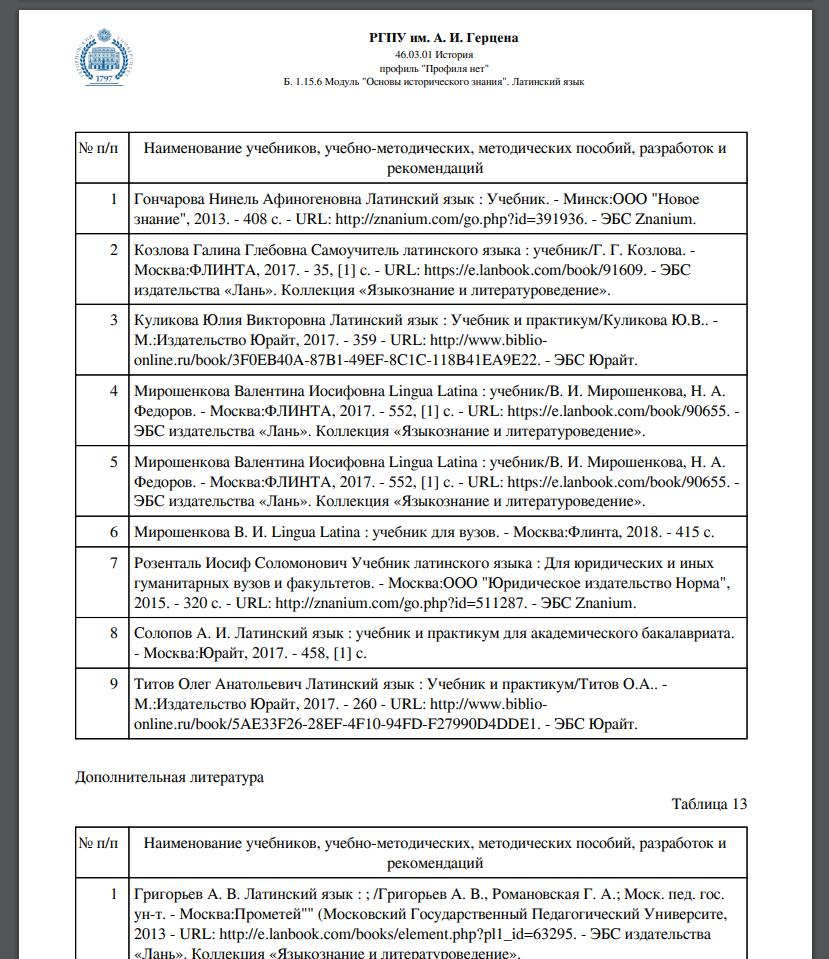 РГПУ им. А. И. Герцена
46.03.01 История
профиль "Профиля нет"
Б. 1.15.6 Модуль "Основы исторического знания". Латинский язык
1797
№ п/п
Наименование учебников, учебно-методических, методических пособий, разработок и
рекомендаций
1
Гончарова Нинель Афиногеновна Латинский язык : Учебник. - Минск:ООО "Новое
знание", 2013. - 408 с. - URL: http://znanium.com/go.php?id=391936. - ЭБС Znanium.
2
Козлова Галина Глебовна Самоучитель латинского языка : учебник/Г. Г. Козлова. -
Москва:ФЛИНТА, 2017. - 35, [1] с. - URL: https://e.lanbook.com/book/91609. - ЭБС
издательства «Лань». Коллекция «Языкознание и литературоведение».
3
Куликова Юлия Викторовна Латинский язык : Учебник и практикум/Куликова Ю.В.. -
М.:Издательство Юрайт, 2017. - 359 - URL: http://www.biblio-
online.ru/book/3F0EB40A-87B1-49EF-8C1C-118B41EA9E22. - ЭБС Юрайт.
4
Мирошенкова Валентина Иосифовна Lingua Latina : учебник/В. И. Мирошенкова, Н. А.
Федоров. - Москва:ФЛИНТА, 2017. - 552, [1] с. - URL: https://e.lanbook.com/book/90655. -
ЭБС издательства «Лань». Коллекция «Языкознание и литературоведение».
5
Мирошенкова Валентина Иосифовна Lingua Latina : учебник/В. И. Мирошенкова, Н. А.
Федоров. - Москва:ФЛИНТА, 2017. - 552, [1] с. - URL: https://e.lanbook.com/book/90655. -
ЭБС издательства «Лань». Коллекция «Языкознание и литературоведение».
6
Мирошенкова В. И. Lingua Latina : учебник для вузов. - Москва:Флинта, 2018. - 415 с.
7
Розенталь Иосиф Соломонович Учебник латинского языка : Для юридических и иных
гуманитарных вузов и факультетов. - Москва:ООО "Юридическое издательство Норма",
2015. - 320 с. - URL: http://znanium.com/go.php?id=511287. - ЭБС Znanium.
8
Солопов А. И. Латинский язык : учебник и практикум для академического бакалавриата.
- Москва:Юрайт, 2017. - 458, [1] с.
9
Титов Олег Анатольевич Латинский язык : Учебник и практикум/Титов О.А.. -
М.:Издательство Юрайт, 2017. - 260 - URL: http://www.biblio-
online.ru/book/5AE33F26-28EF-4F10-94FD-F27990D4DDE1. - ЭБС Юрайт.
Дополнительная литература
Таблица 13
№ п/п
Наименование учебников, учебно-методических, методических пособий, разработок и
рекомендаций
1
Григорьев А. В. Латинский язык : ; /Григорьев А. В., Романовская Г. А.; Моск. пед. гос.
ун-т. - Москва:Прометей"" (Московский Государственный Педагогический Университе,
2013 - URL: http://e.lanbook.com/books/element.php?pl1_id=63295. - ЭБС издательства
«Лань». Коллекция «Языкознание и литературоведение».